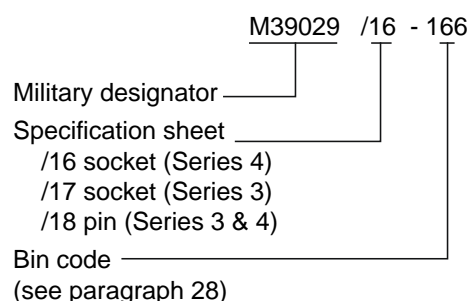 M39029 /16 - 166
Military designator
Specification sheet
/16 socket (Series 4)
/17 socket (Series 3)
/18 pin (Series 3 & 4)
Bin code
(see paragraph 28)